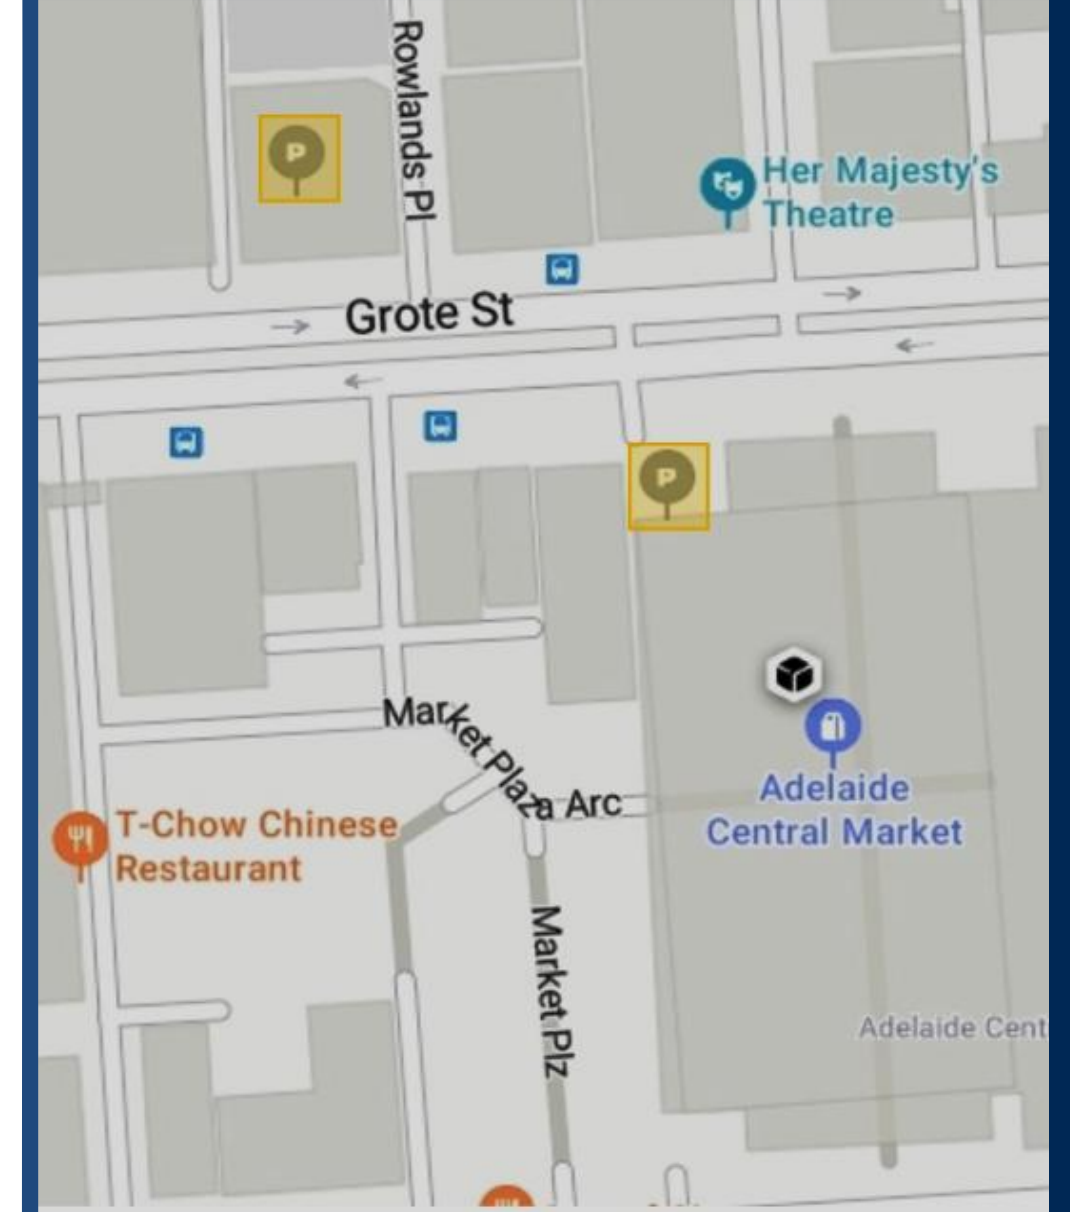 Rowlands Pl
P
Her Majesty's
Theatre
Grote St
P
Market Plaza Arc
Adelaide
Central Market
T-Chow Chinese
Restaurant
Market Plz
Adelaide Cent